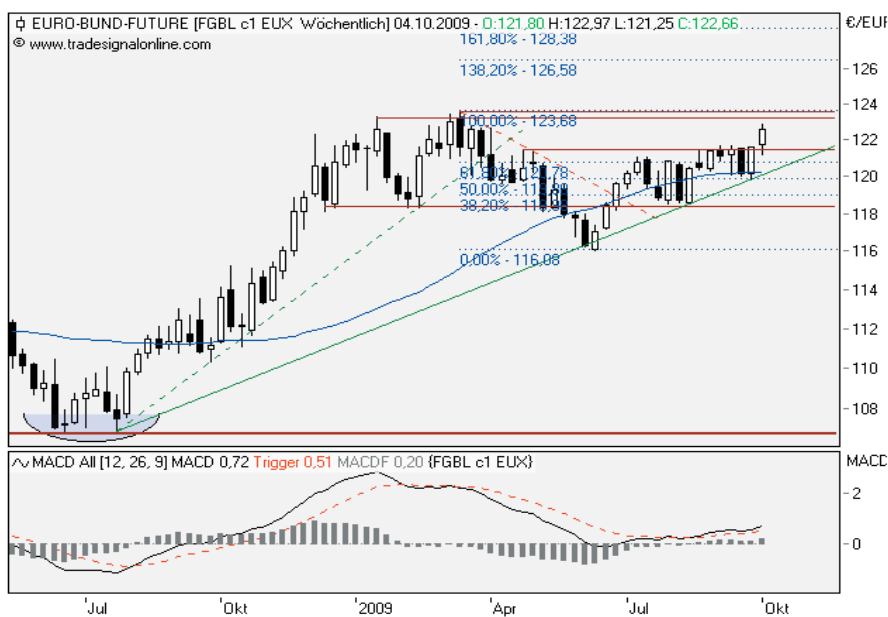 EURO-BUND-FUTURE [FGBL c1 EUX Wöchentlich] 04.10.2009 - O:121,80 H:122,97 L:121,25 C:122,66 €/EUR
© www.tradesignalonline.com
161,80% - 128,38
138,20% - 126,58
126
124
100,00% - 123,68
122
61,80% -
120
50,00% -
38,20% -
118
116
0,00% - 116,08
114
112
110
108
MACD All [12, 26, 9] MACD 0,72 Trigger 0,51 MACDF 0,20 {FGBL c1 EUX} MACD
2
0
Jul Okt 2009 Apr Jul Okt